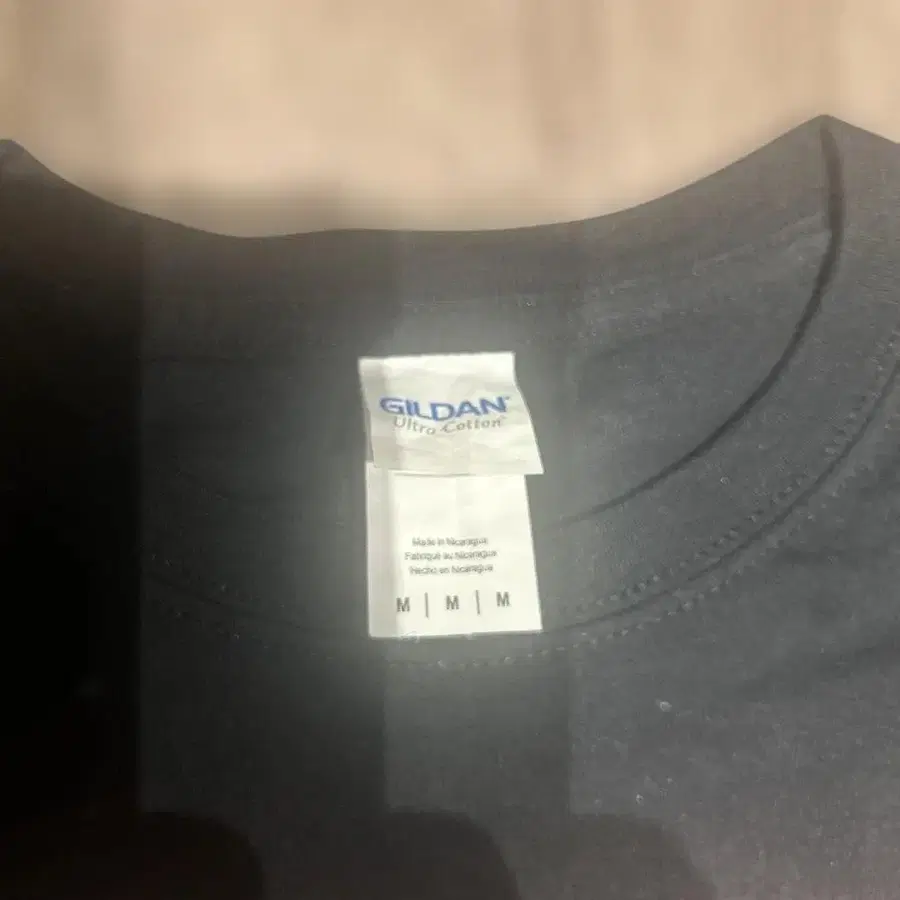 GILDAN
Ultra Cotton
Made in Nicaragua
Fabriqué au Nicaragua
Hecho en Nicaragua
M | M | M